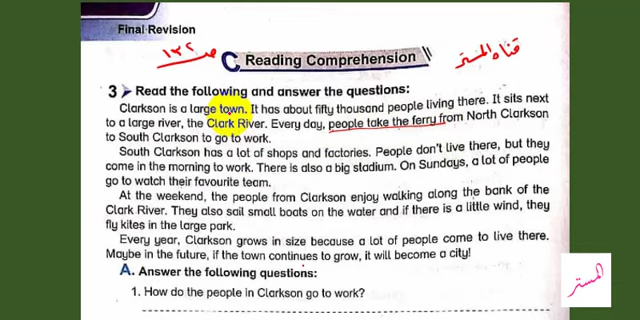 Final Revision
ص ١٣٢
قناة المستر
C Reading Comprehension
3 Read the following and answer the questions:
Clarkson is a large town. It has about fifty thousand people living there. It sits next
to a large river, the Clark River. Every day, people take the ferry from North Clarkson
to South Clarkson to go to work.
South Clarkson has a lot of shops and factories. People don't live there, but they
come in the morning to work. There is also a big stadium. On Sundays, a lot of people
go to watch their favourite team.
At the weekend, the people from Clarkson enjoy walking along the bank of the
Clark River. They also sail small boats on the water and if there is a little wind, they
fly kites in the large park.
Every year, Clarkson grows in size because a lot of people come to live there.
Maybe in the future, if the town continues to grow, it will become a city!
A. Answer the following questions:
1. How do the people in Clarkson go to work?
المستر